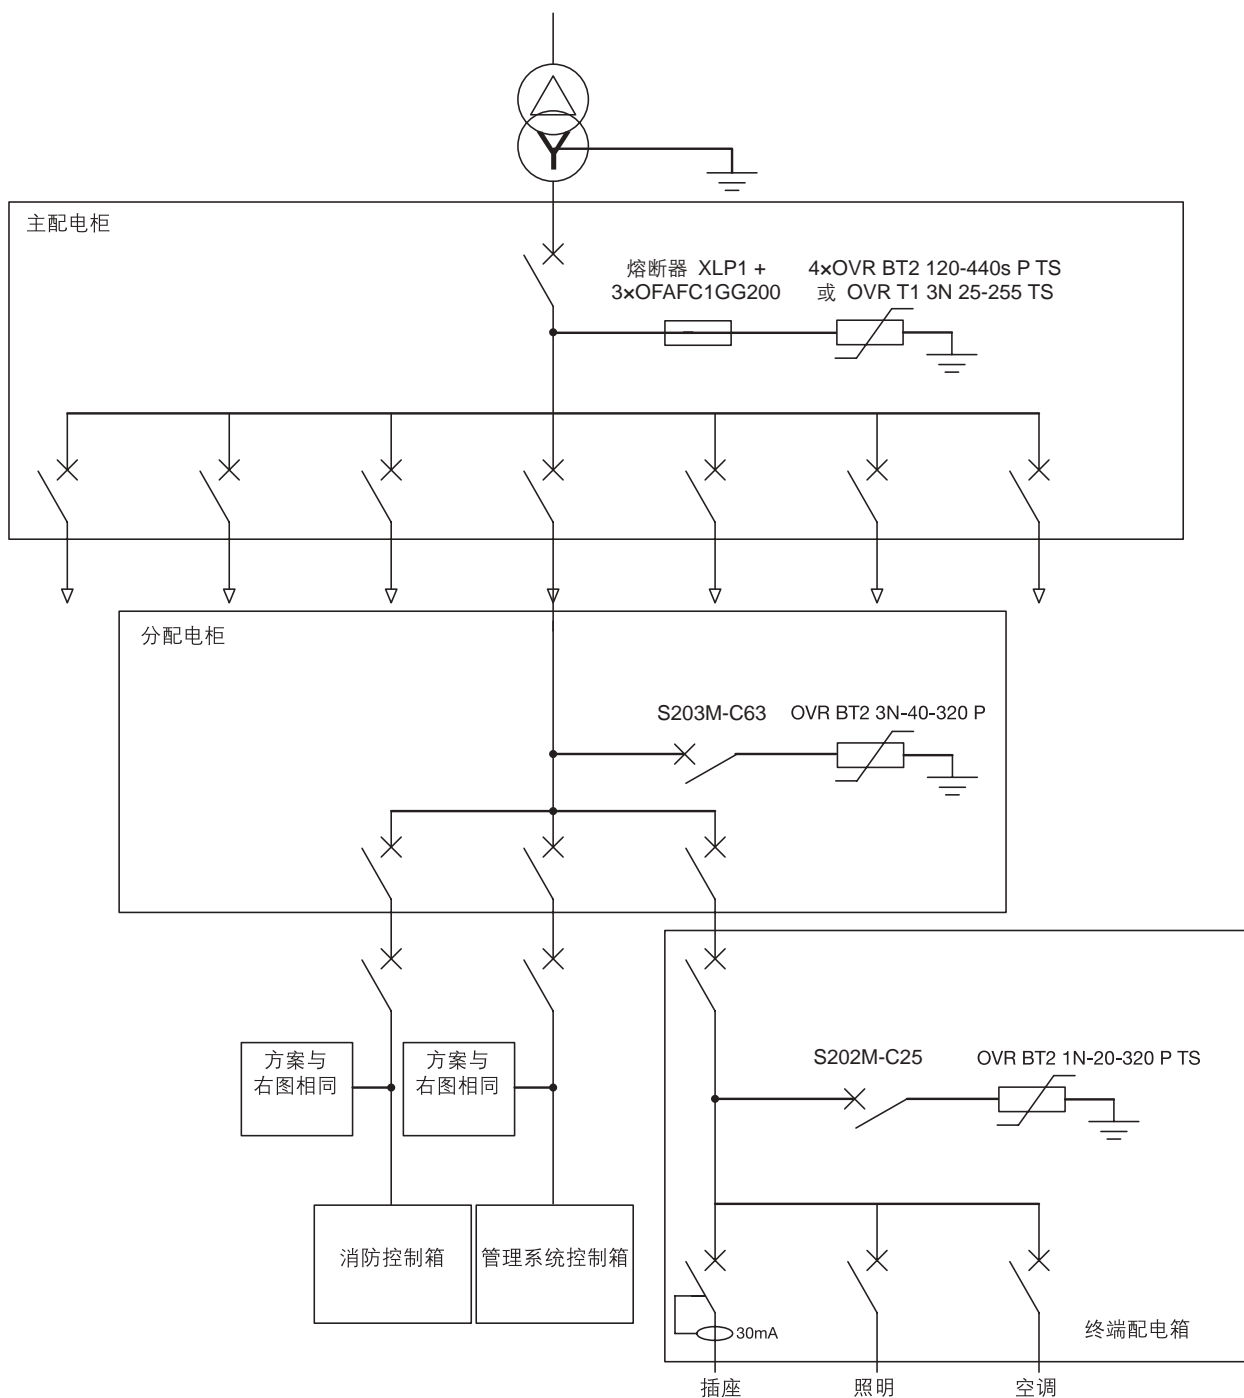 主配电柜
熔断器 XLP1 +
3×OFAFC1GG200
4×OVR BT2 120-440s P TS
或 OVR T1 3N 25-255 TS
分配电柜
S203M-C63
OVR BT2 3N-40-320 P
方案与
右图相同
方案与
右图相同
S202M-C25
OVR BT2 1N-20-320 P TS
消防控制箱
管理系统控制箱
30mA
终端配电箱
插座
照明
空调